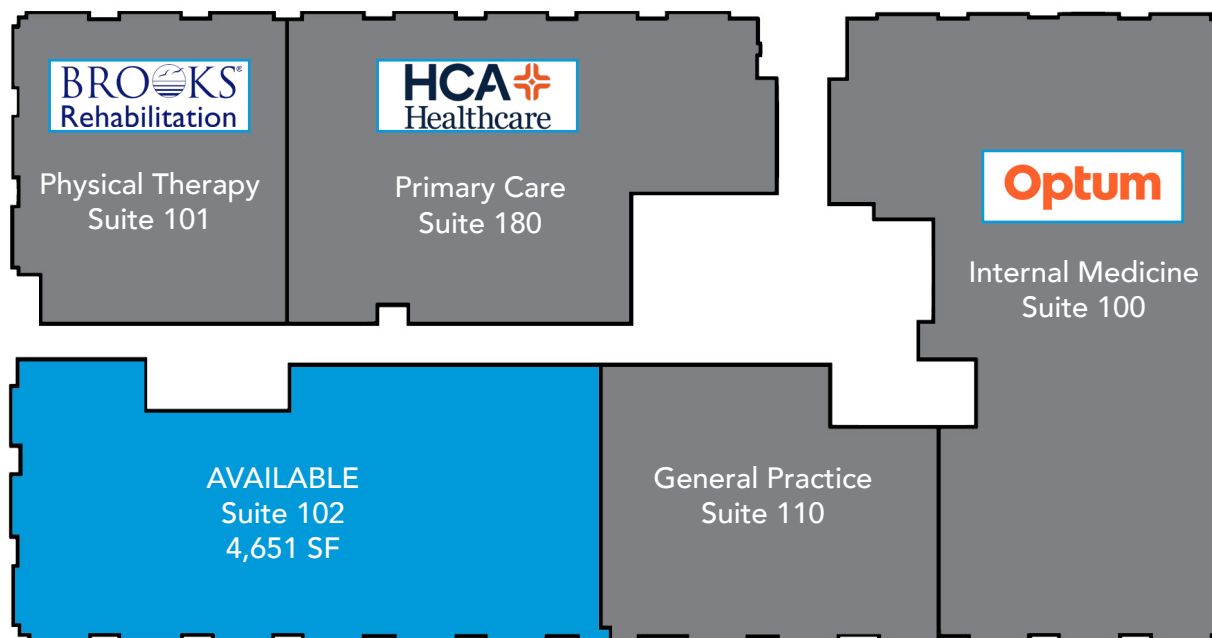 BROOKS®
Rehabilitation
Physical Therapy
Suite 101
HCA
Healthcare
Primary Care
Suite 180
Optum
Internal Medicine
Suite 100
AVAILABLE
Suite 102
4,651 SF
General Practice
Suite 110